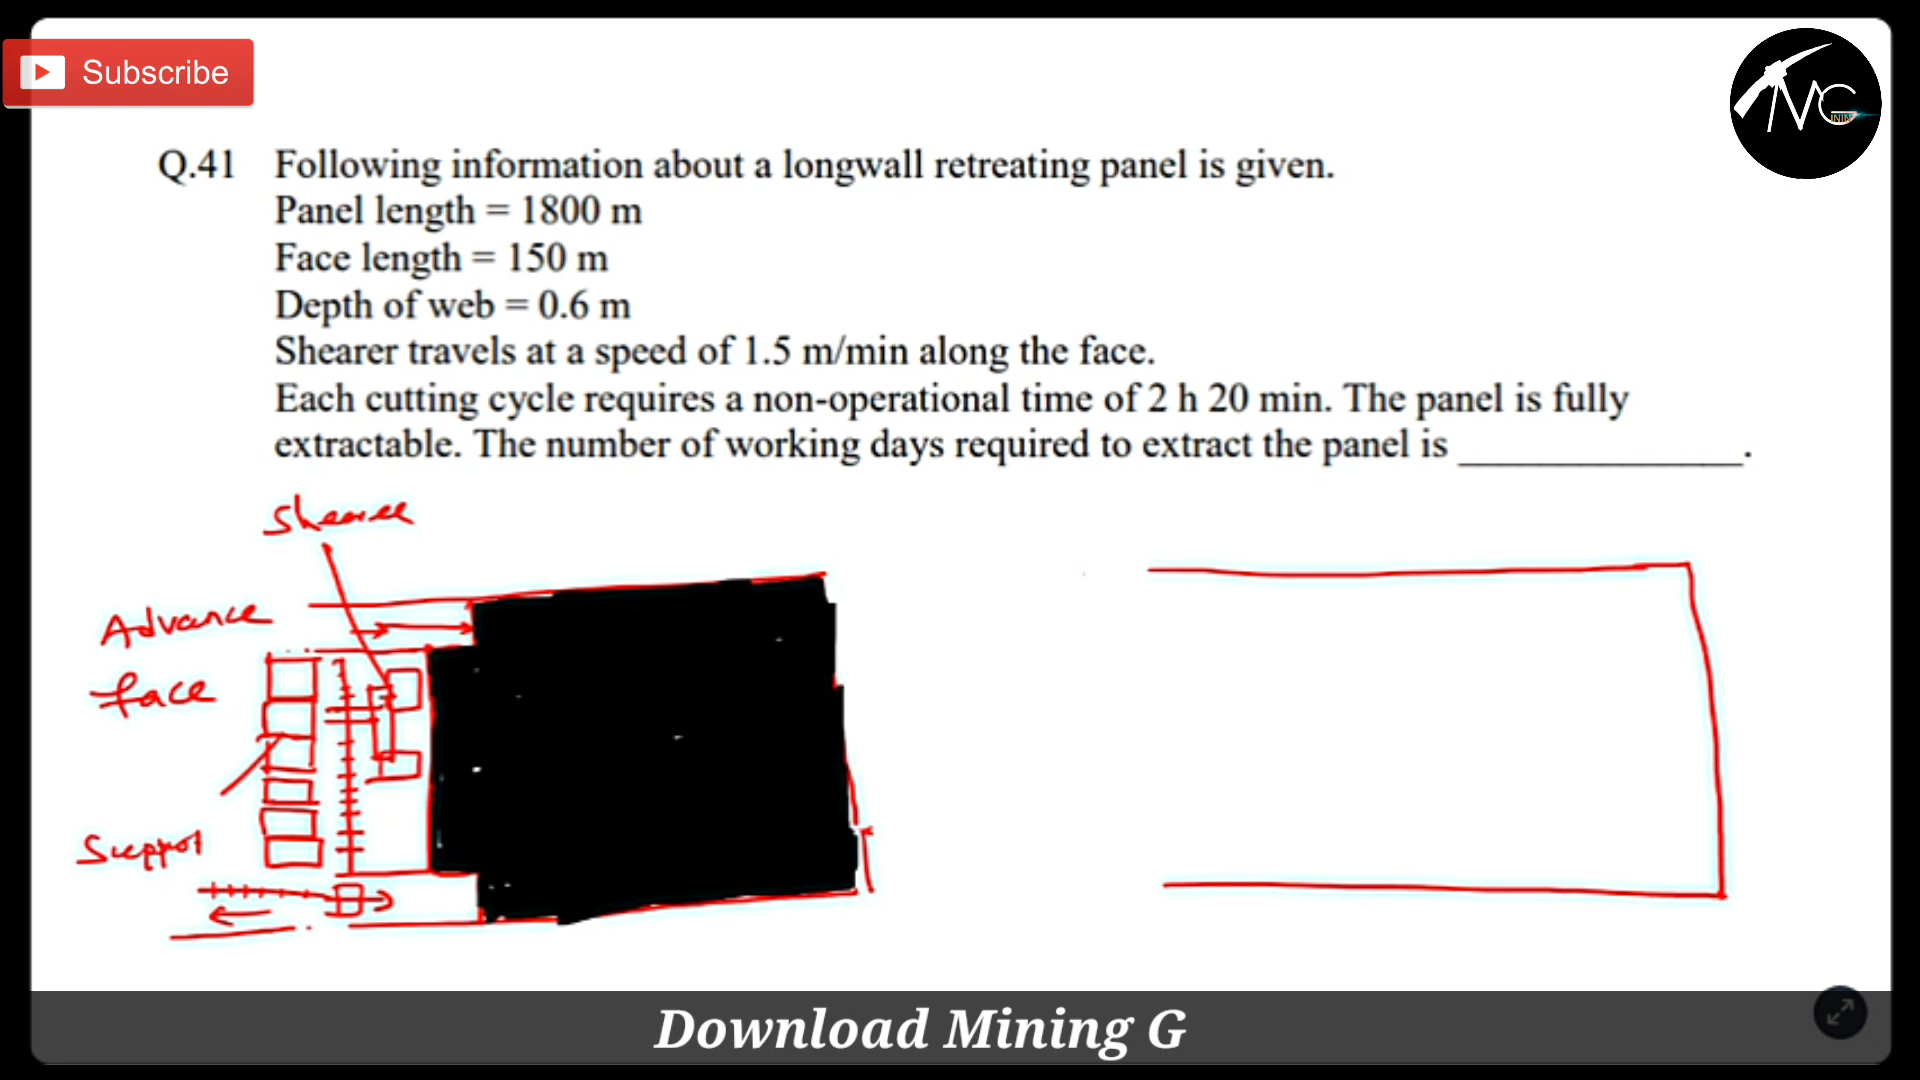 Subscribe
MG
INING
Q.41 Following information about a longwall retreating panel is given.
Panel length = 1800 m
Face length = 150 m
Depth of web = 0.6 m
Shearer travels at a speed of 1.5 m/min along the face.
Each cutting cycle requires a non-operational time of 2 h 20 min. The panel is fully
extractable. The number of working days required to extract the panel is ______________.
Shearer
Advance
face
Support
Download Mining G